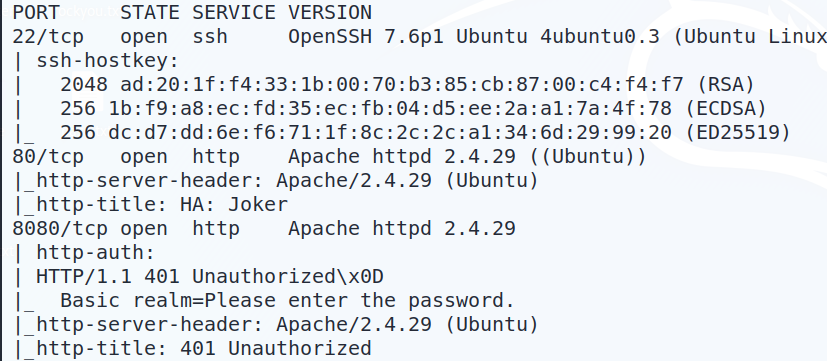 PORT     STATE SERVICE VERSION
22/tcp   open  ssh     OpenSSH 7.6p1 Ubuntu 4ubuntu0.3 (Ubuntu Linux
| ssh-hostkey:
|   2048 ad:20:1f:f4:33:1b:00:70:b3:85:cb:87:00:c4:f4:f7 (RSA)
|   256 1b:f9:a8:ec:fd:35:ec:fb:04:d5:ee:2a:a1:7a:4f:78 (ECDSA)
|_  256 dc:d7:dd:6e:f6:71:1f:8c:2c:2c:a1:34:6d:29:99:20 (ED25519)
80/tcp   open  http    Apache httpd 2.4.29 ((Ubuntu))
|_http-server-header: Apache/2.4.29 (Ubuntu)
|_http-title: HA: Joker
8080/tcp open  http    Apache httpd 2.4.29
| http-auth:
| HTTP/1.1 401 Unauthorized\x0D
|_  Basic realm=Please enter the password.
|_http-server-header: Apache/2.4.29 (Ubuntu)
|_http-title: 401 Unauthorized